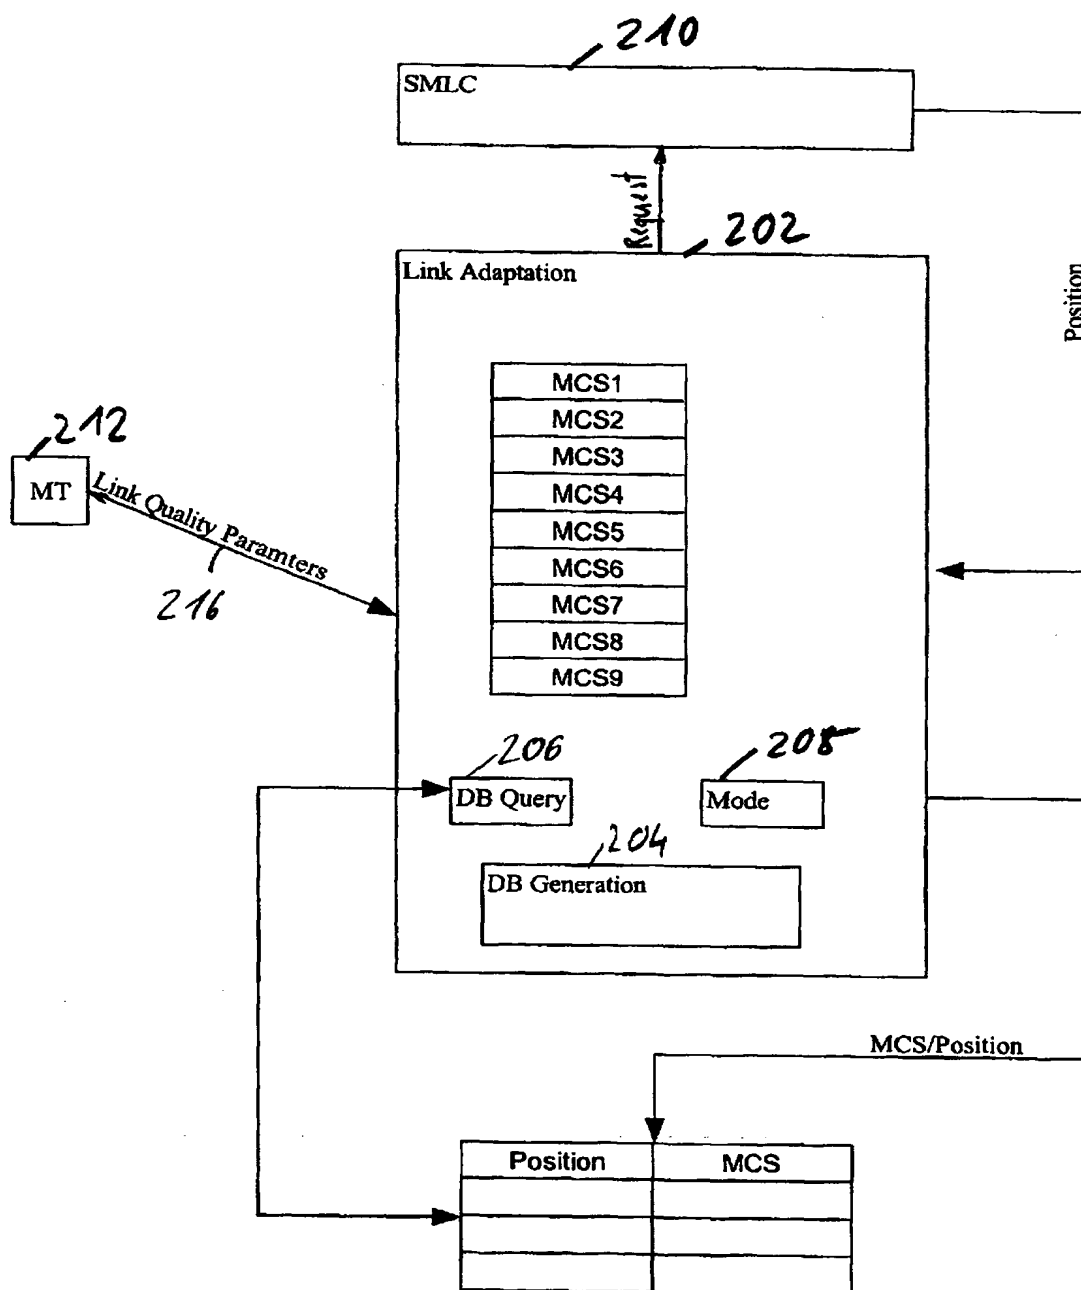 210
SMLC
Request
202
Link Adaptation
Position
MCS1
MCS2
MCS3
MCS4
MCS5
MCS6
MCS7
MCS8
MCS9
212
MT
Link Quality Paramters
216
206
DB Query
208
Mode
204
DB Generation
MCS/Position
Position MCS